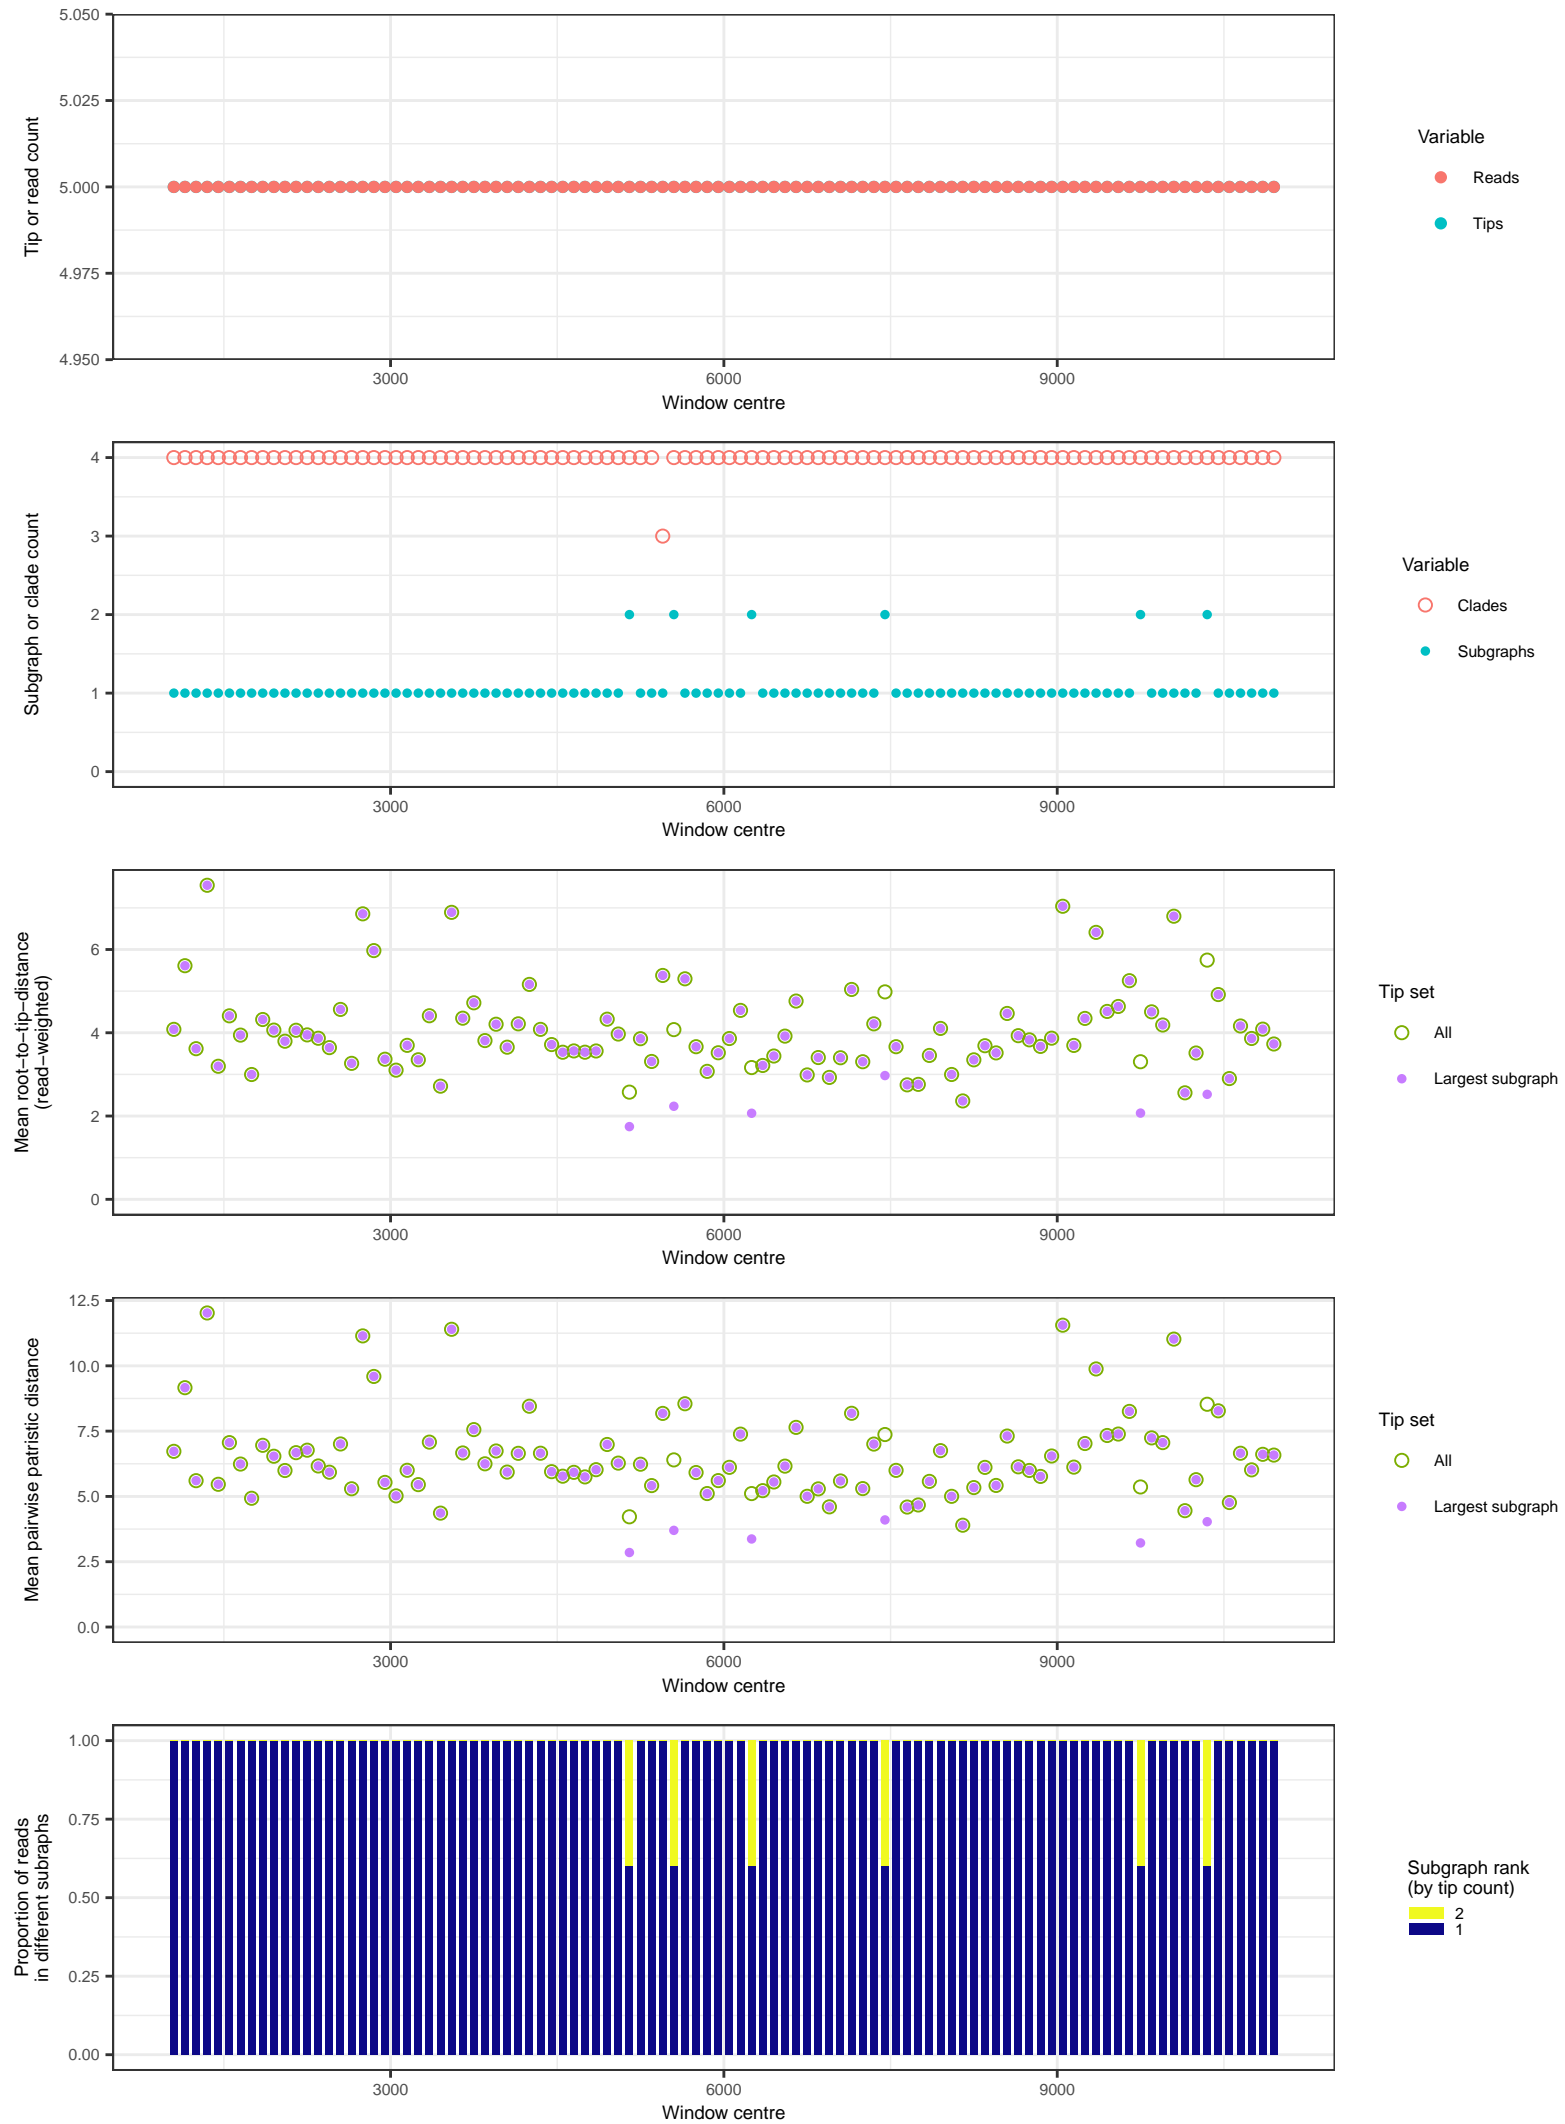 5.050
5.025
5.000
4.975
4.950
Tip or read count
3000 6000 9000
Window centre
Variable
Reads
Tips
4
3
2
1
0
Subgraph or clade count
3000 6000 9000
Window centre
Variable
Clades
Subgraphs
6
4
2
0
Mean root−to−tip−distance
(read−weighted)
3000 6000 9000
Window centre
Tip set
All
Largest subgraph
12.5
10.0
7.5
5.0
2.5
0.0
Mean pairwise patristic distance
3000 6000 9000
Window centre
Tip set
All
Largest subgraph
1.00
0.75
0.50
0.25
0.00
Proportion of reads
in different subraphs
3000 6000 9000
Window centre
Subgraph rank
(by tip count)
2
1